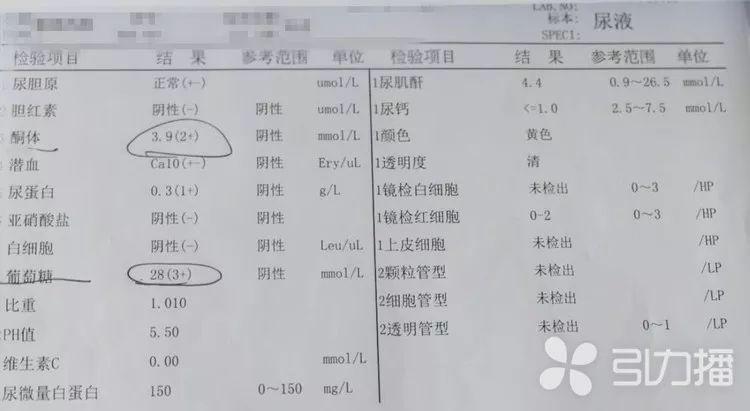 LAB.NO:
标本: 尿液
SPEC1:
检验项目 结 果 参考范围 单位 检验项目 结 果 参考范围 单位
尿胆原 正常(+-) umol/L 1尿肌酐 4.4 0.9~26.5 mmol/L
胆红素 阴性(-) 阴性 umol/L 1尿钙 <=1.0 2.5~7.5 mmol/L
酮体 3.9(2+) 阴性 mmol/L 1颜色 黄色
潜血 Ca10(+-) 阴性 Ery/uL 1透明度 清
尿蛋白 0.3(1+) 阴性 g/L 1镜检白细胞 未检出 0~3 /HP
亚硝酸盐 阴性(-) 阴性 1镜检红细胞 0-2 0~3 /HP
白细胞 阴性(-) 阴性 Leu/uL 1上皮细胞 未检出 /HP
葡萄糖 28(3+) 阴性 mmol/L 2颗粒管型 未检出 /LP
比重 1.010 2细胞管型 未检出 /LP
PH值 5.50 2透明管型 未检出 0~1 /LP
维生素C 0.00 mmol/L
尿微量白蛋白 150 0~150 mg/L
引力播